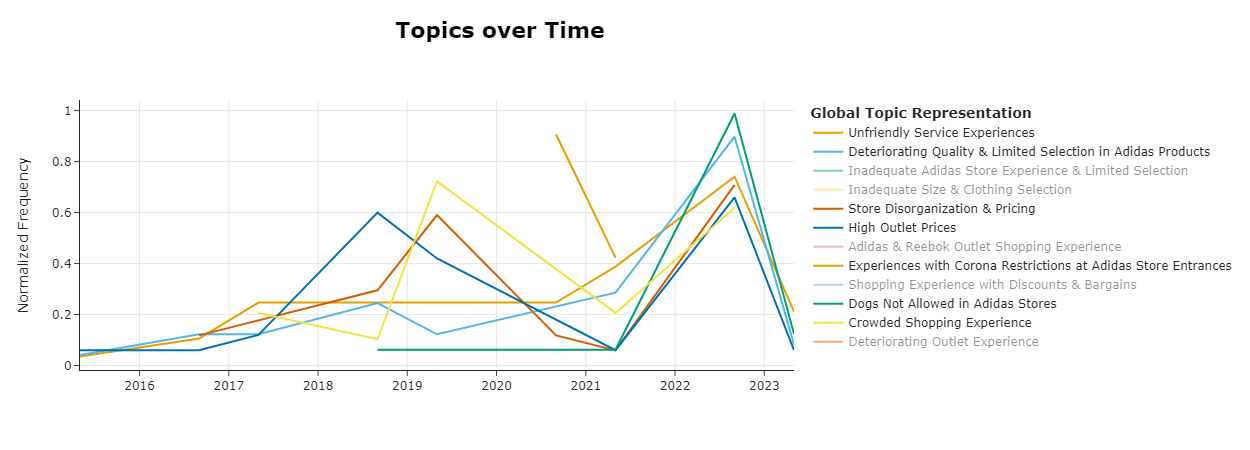 Topics over Time
Normalized Frequency
1
0.8
0.6
0.4
0.2
0
2016 2017 2018 2019 2020 2021 2022 2023
Global Topic Representation
Unfriendly Service Experiences
Deteriorating Quality & Limited Selection in Adidas Products
Inadequate Adidas Store Experience & Limited Selection
Inadequate Size & Clothing Selection
Store Disorganization & Pricing
High Outlet Prices
Adidas & Reebok Outlet Shopping Experience
Experiences with Corona Restrictions at Adidas Store Entrances
Shopping Experience with Discounts & Bargains
Dogs Not Allowed in Adidas Stores
Crowded Shopping Experience
Deteriorating Outlet Experience